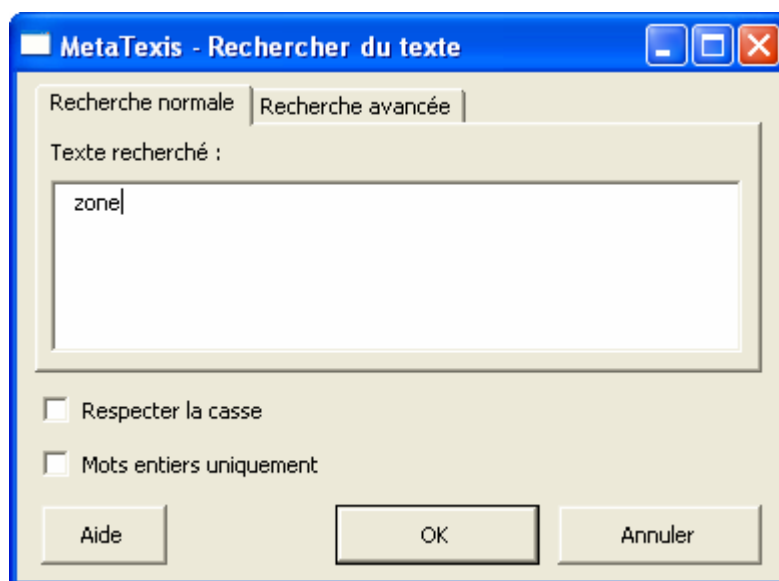 MetaTexis - Rechercher du texte
Recherche normale Recherche avancée
Texte recherché :
zone
Respecter la casse
Mots entiers uniquement
Aide OK Annuler